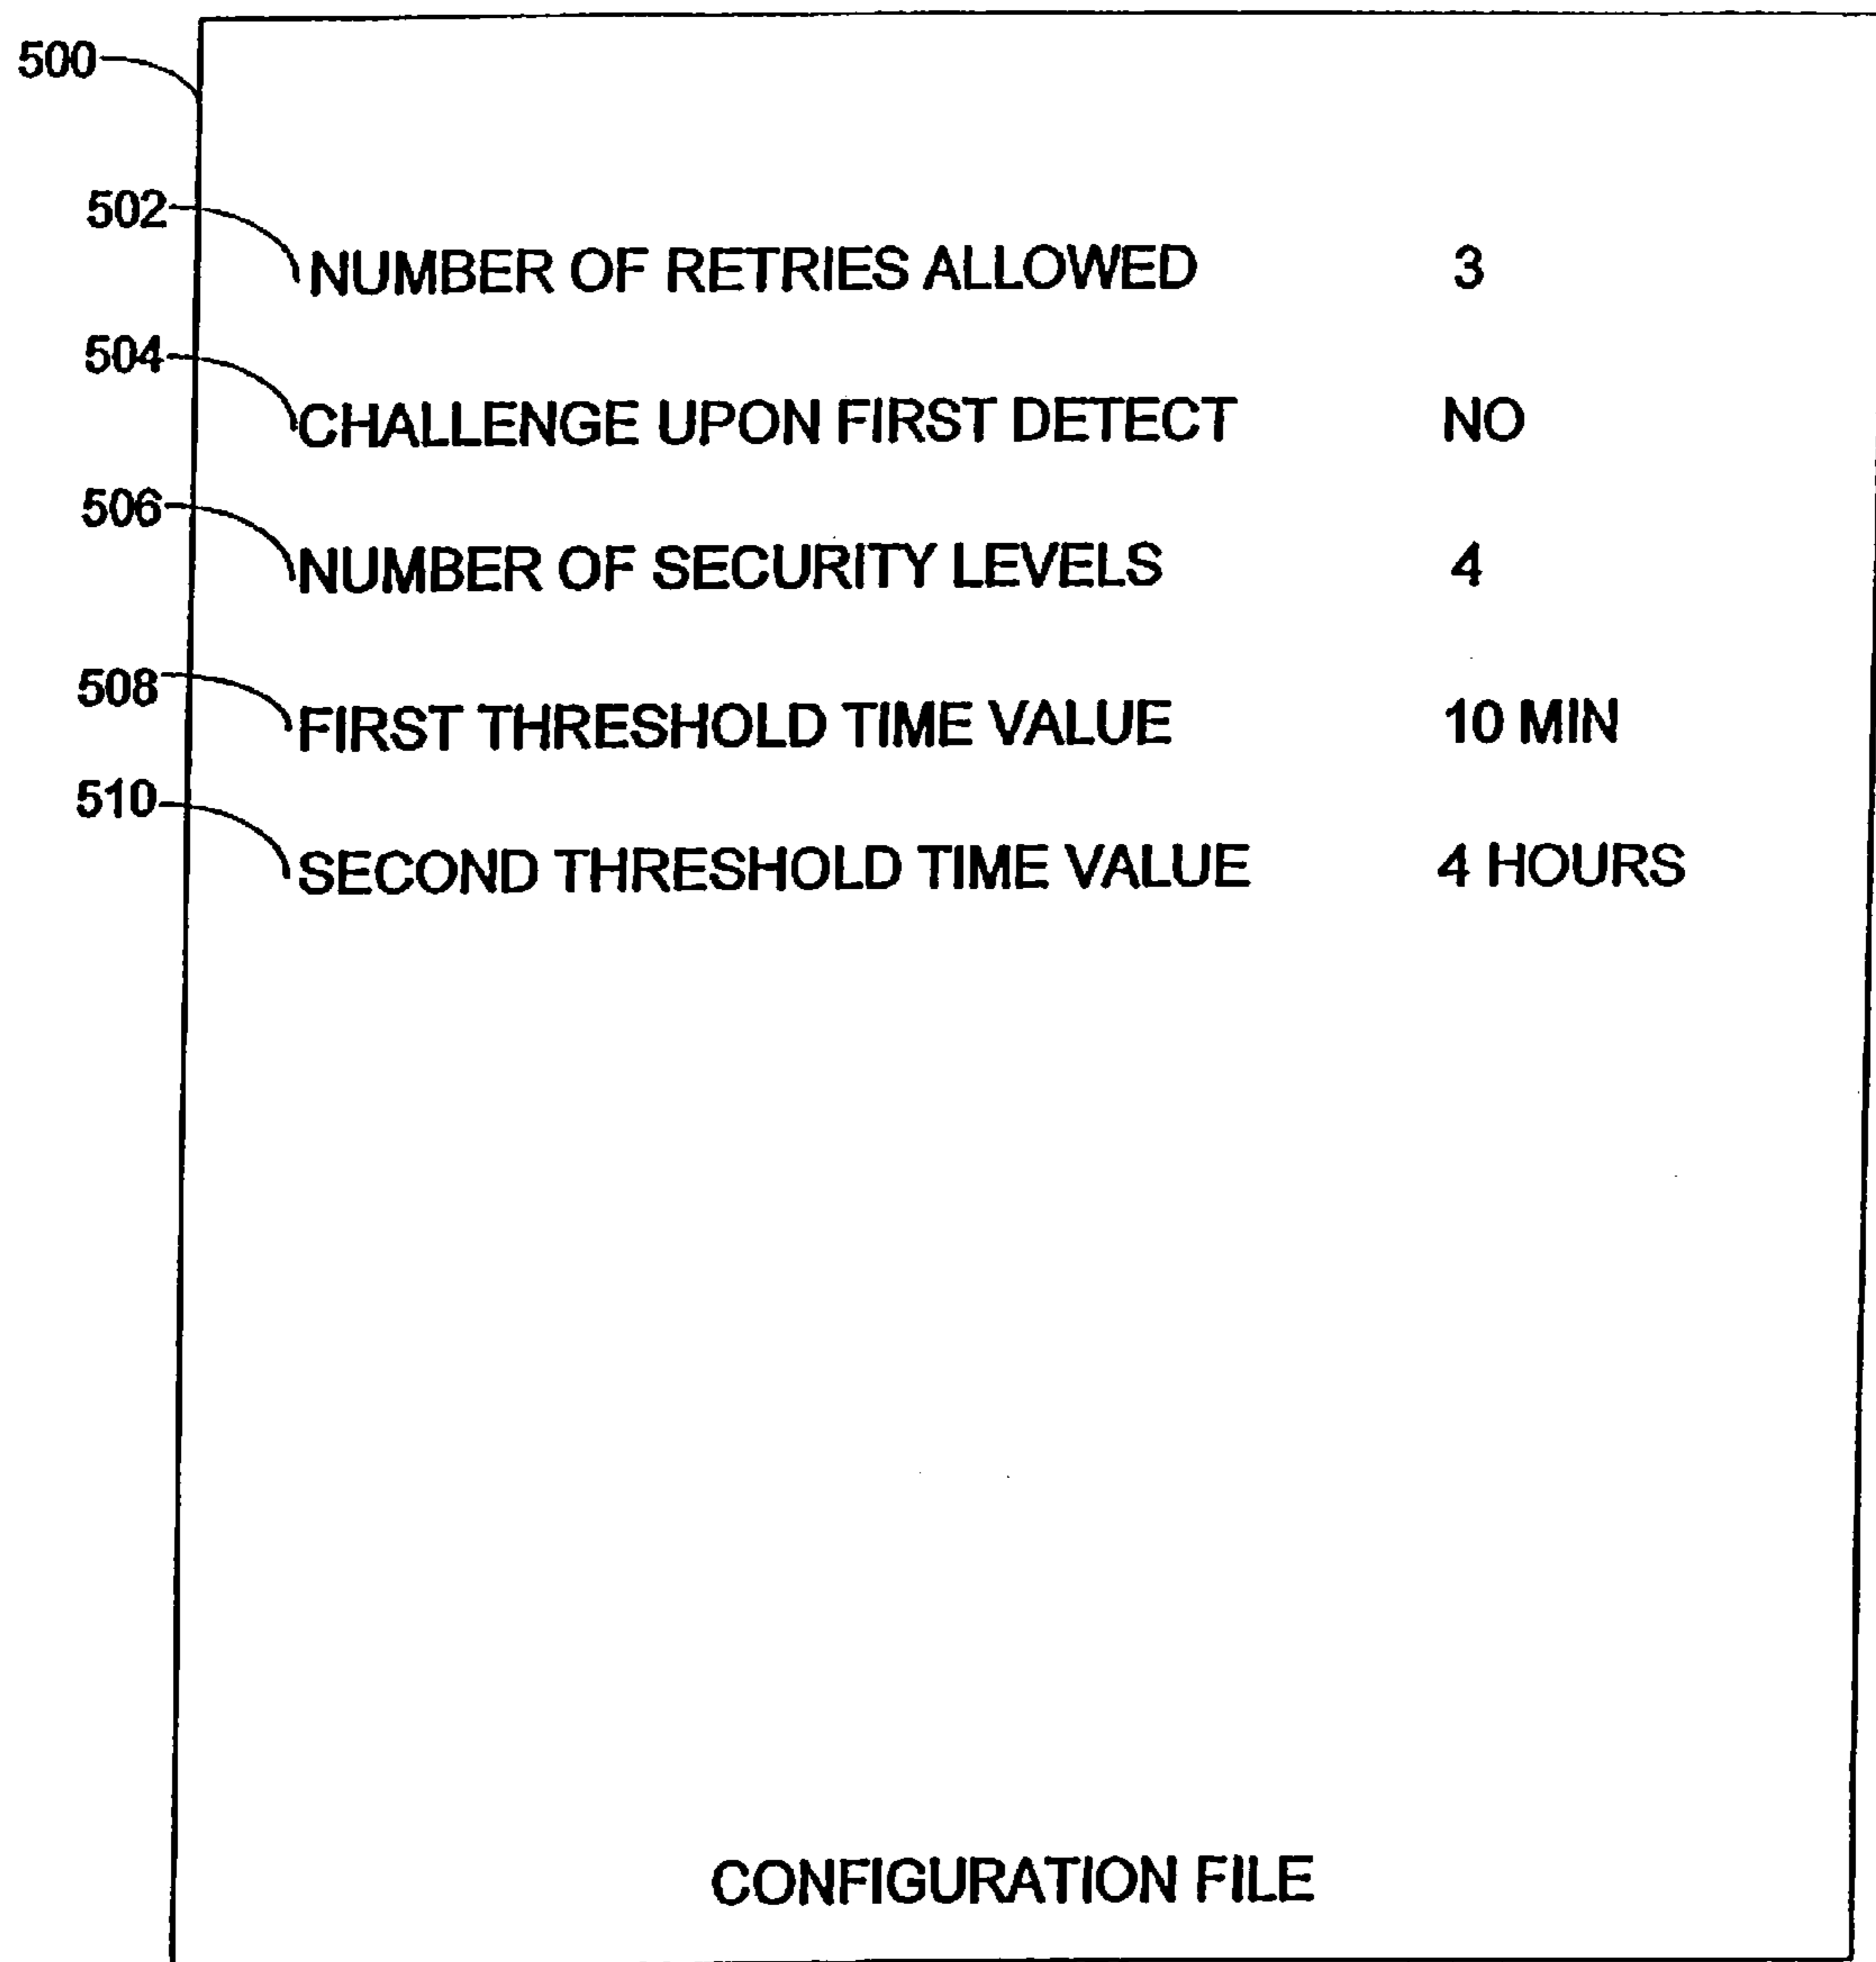 500
502
NUMBER OF RETRIES ALLOWED 3
504
CHALLENGE UPON FIRST DETECT NO
506
NUMBER OF SECURITY LEVELS 4
508
FIRST THRESHOLD TIME VALUE 10 MIN
510
SECOND THRESHOLD TIME VALUE 4 HOURS
CONFIGURATION FILE